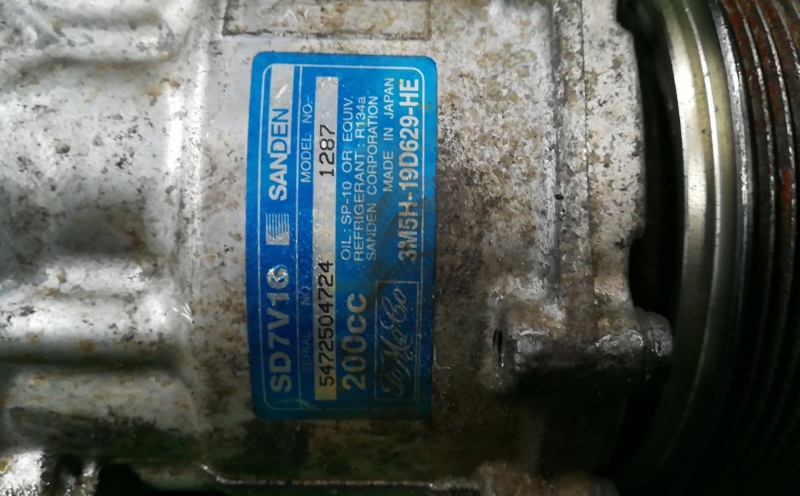 SD7V16 SANDEN
SERIAL NO. MODEL NO.
5472504724 1287
200CC
OIL: SP-10 OR EQUIV.
REFRIGERANT: R134a
SANDEN CORPORATION
MADE IN JAPAN
FoMoCo 3M5H-19D629-HE